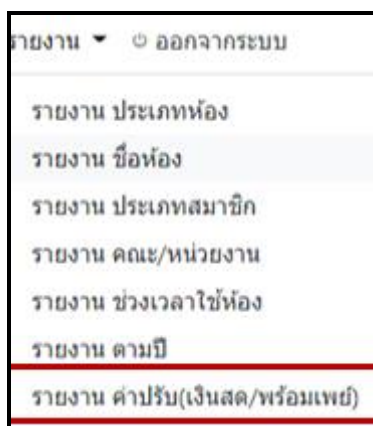 รายงาน ออกจากระบบ
รายงาน ประเภทห้อง
รายงาน ชื่อห้อง
รายงาน ประเภทสมาชิก
รายงาน คณะ/หน่วยงาน
รายงาน ช่วงเวลาใช้ห้อง
รายงาน ตามปี
รายงาน ค่าปรับ(เงินสด/พร้อมเพย์)